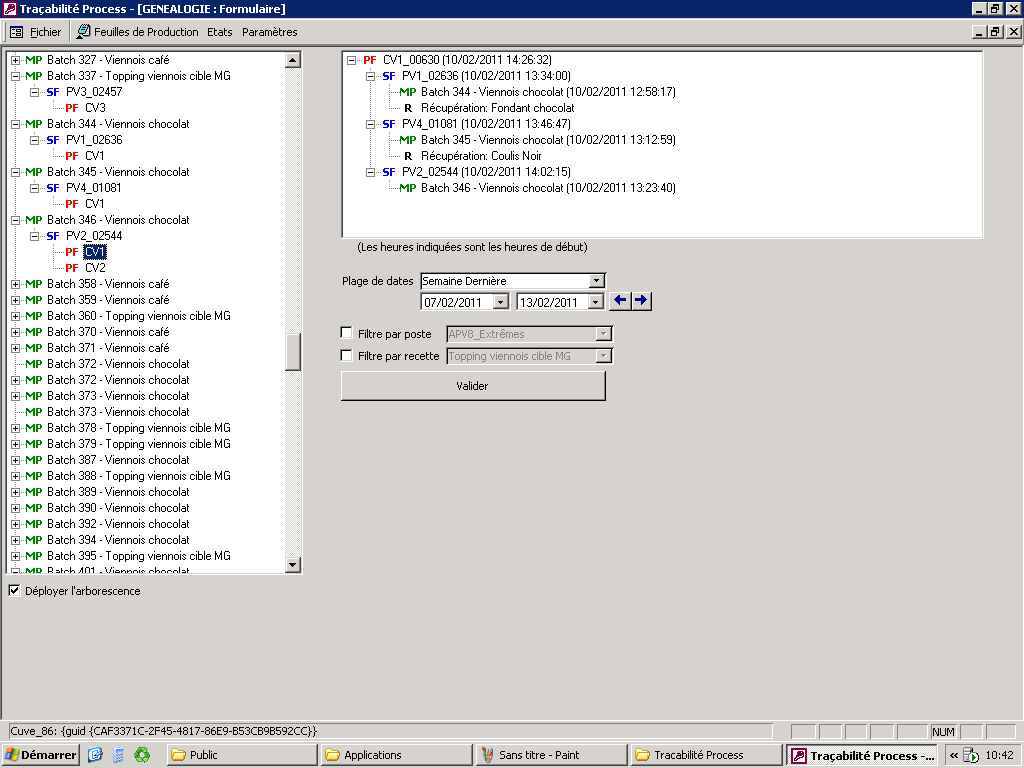 Traçabilité Process - [GENEALOGIE : Formulaire]
Fichier Feuilles de Production Etats Paramètres
MP Batch 327 - Viennois café
MP Batch 337 - Topping viennois cible MG
SF PV3_02457
PF CV3
MP Batch 344 - Viennois chocolat
SF PV1_02636
PF CV1
MP Batch 345 - Viennois chocolat
SF PV4_01081
PF CV1
MP Batch 346 - Viennois chocolat
SF PV2_02544
PF CV1
PF CV2
MP Batch 358 - Viennois café
MP Batch 359 - Viennois café
MP Batch 360 - Topping viennois cible MG
MP Batch 370 - Viennois café
MP Batch 371 - Viennois café
MP Batch 372 - Viennois chocolat
MP Batch 372 - Viennois chocolat
MP Batch 373 - Viennois chocolat
MP Batch 373 - Viennois chocolat
MP Batch 378 - Topping viennois cible MG
MP Batch 379 - Topping viennois cible MG
MP Batch 387 - Viennois chocolat
MP Batch 388 - Topping viennois cible MG
MP Batch 389 - Viennois chocolat
MP Batch 390 - Viennois chocolat
MP Batch 392 - Viennois chocolat
MP Batch 394 - Viennois chocolat
MP Batch 395 - Topping viennois cible MG
MP Batch 401 - Viennois chocolat
Déployer l'arborescence
PF CV1_00630 (10/02/2011 14:26:32)
SF PV1_02636 (10/02/2011 13:34:00)
MP Batch 344 - Viennois chocolat (10/02/2011 12:58:17)
R Récupération: Fondant chocolat
SF PV4_01081 (10/02/2011 13:46:47)
MP Batch 345 - Viennois chocolat (10/02/2011 13:12:59)
R Récupération: Coulis Noir
SF PV2_02544 (10/02/2011 14:02:15)
MP Batch 346 - Viennois chocolat (10/02/2011 13:23:40)
(Les heures indiquées sont les heures de début)
Plage de dates Semaine Dernière
07/02/2011 13/02/2011
Filtre par poste APV8_Extrêmes
Filtre par recette Topping viennois cible MG
Valider
Cuve_86: {guid {CAF3371C-2F45-4817-86E9-B53CB9B592CC}} NUM
Démarrer Public Applications Sans titre - Paint Tracabilité Process Traçabilité Process -... « 10:42